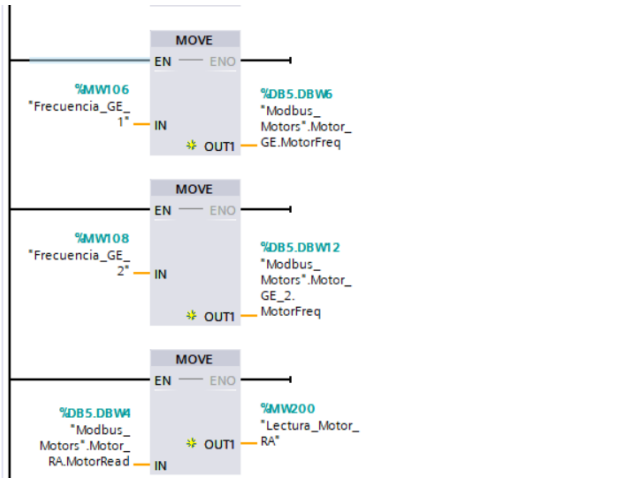 MOVE
EN ENO
%MW106
"Frecuencia_GE_
1"
IN
OUT1
%DB5.DBW6
"Modbus_
Motors".Motor_
GE.MotorFreq
MOVE
EN ENO
%MW108
"Frecuencia_GE_
2"
IN
OUT1
%DB5.DBW12
"Modbus_
Motors".Motor_
GE_2.
MotorFreq
MOVE
EN ENO
%DB5.DBW4
"Modbus_
Motors".Motor_
RA.MotorRead
IN
OUT1
%MW200
"Lectura_Motor_
RA"